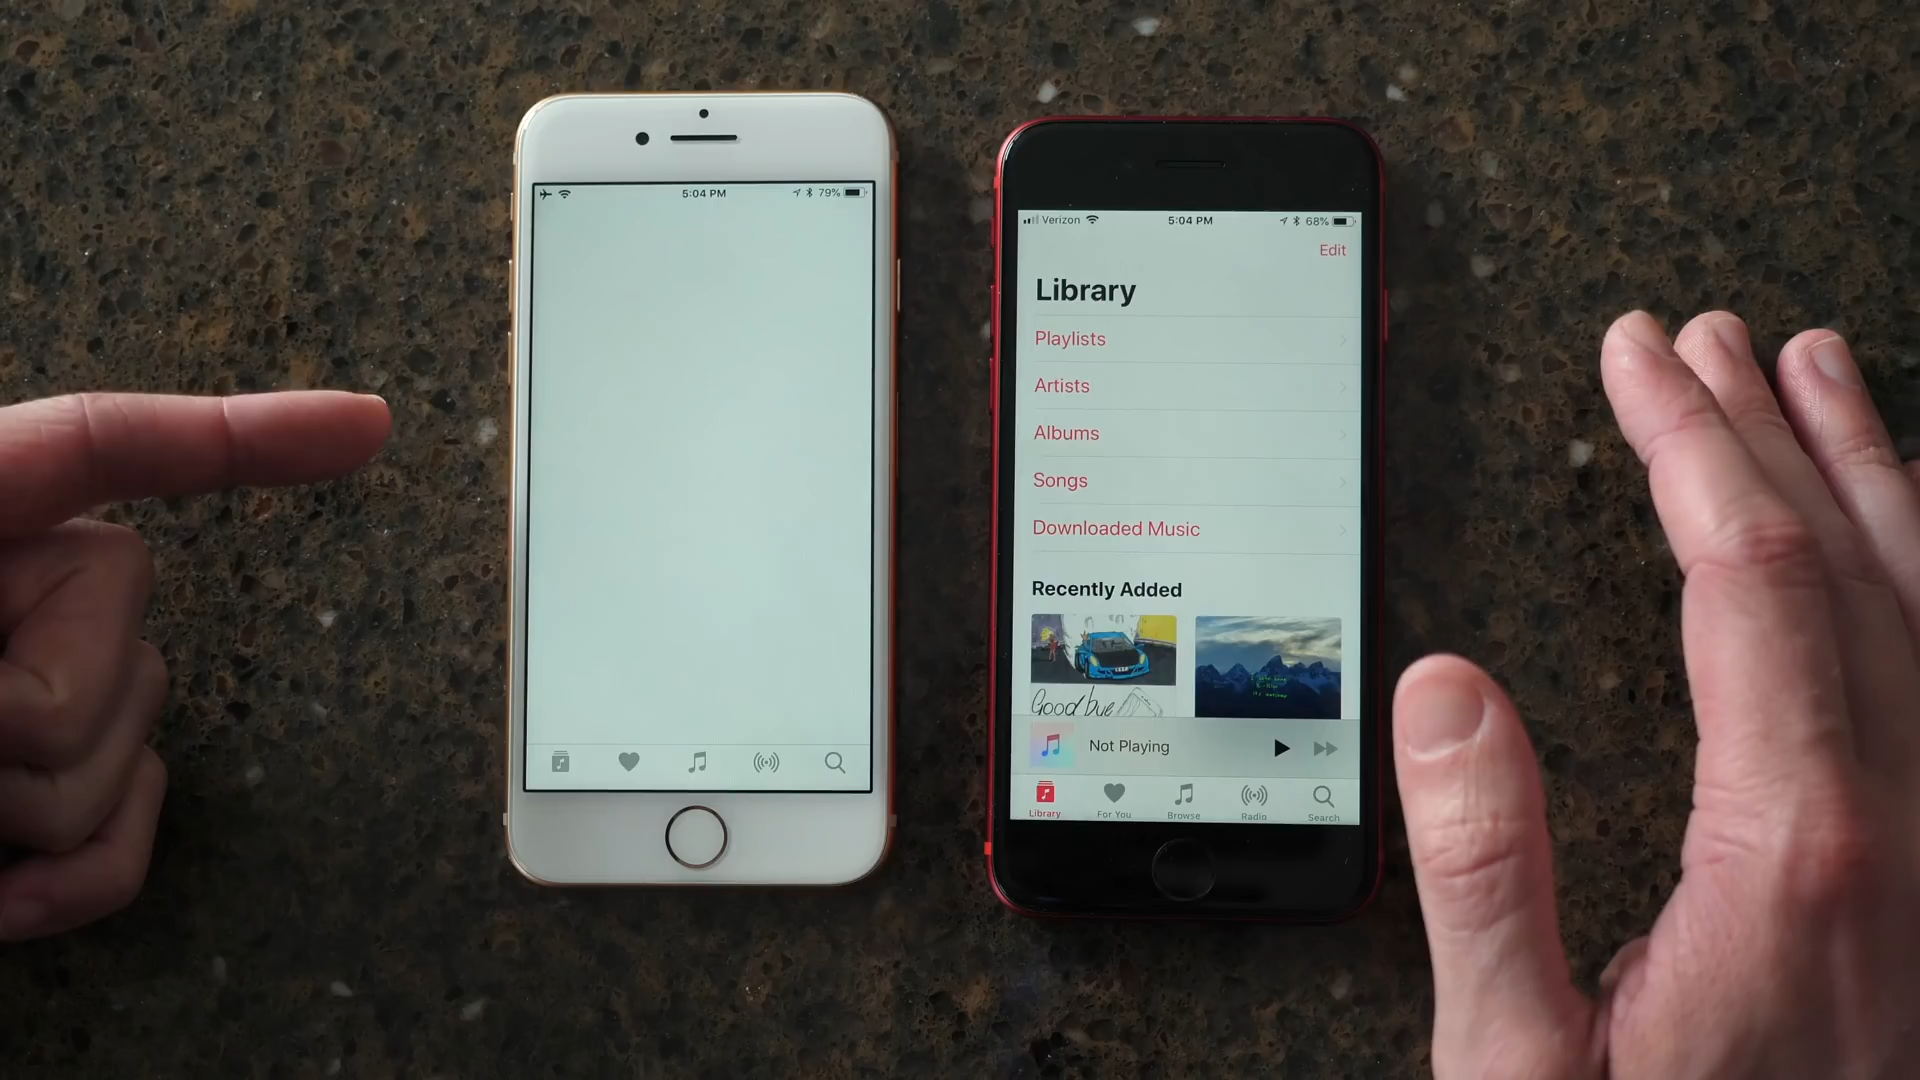 5:04 PM
79%
Verizon
5:04 PM
68%
Edit
Library
Playlists
Artists
Albums
Songs
Downloaded Music
Recently Added
Good bye
Not Playing
Library
For You
Browse
Radio
Search